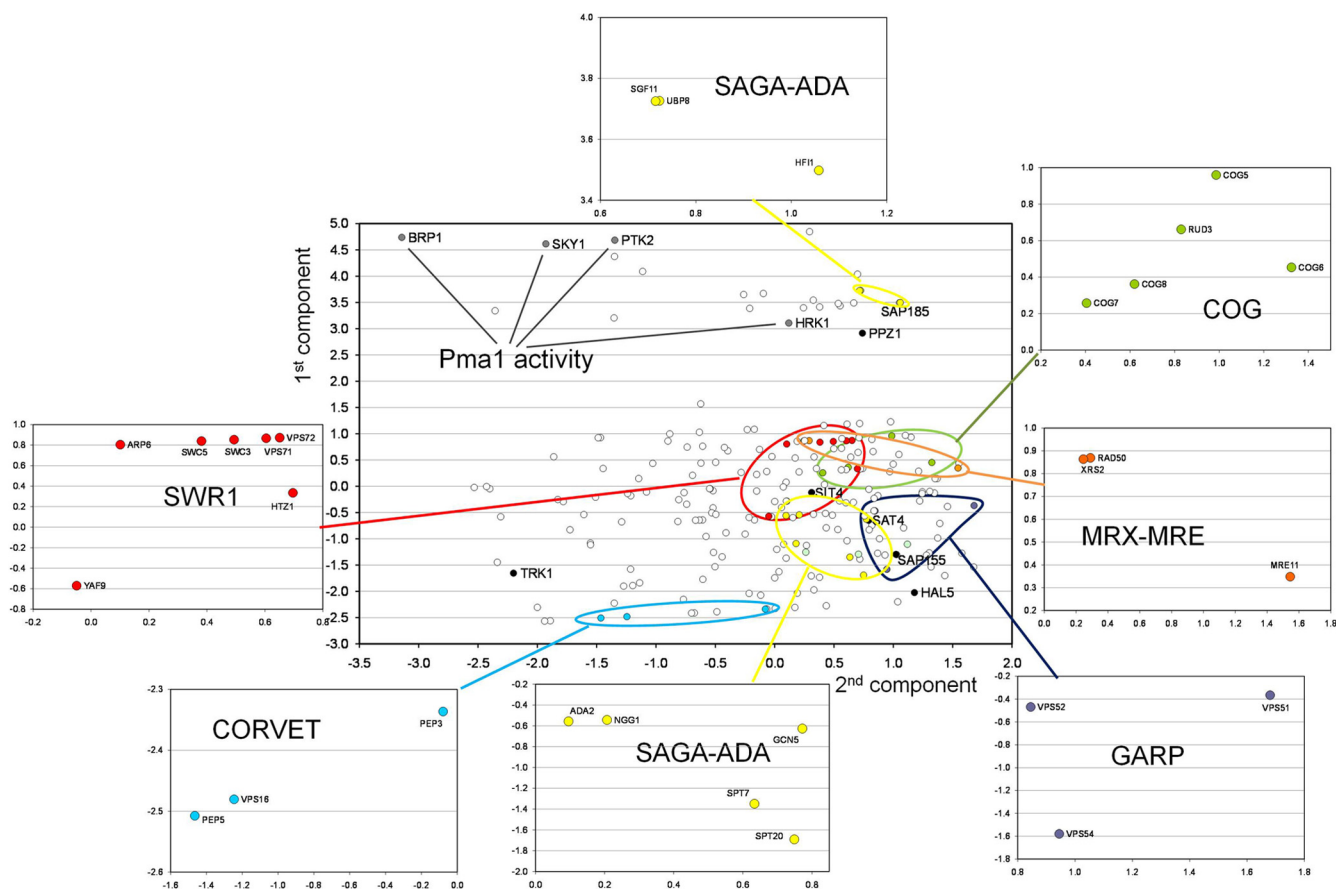 4.0
3.8
3.6
3.4
0.6
0.8
1.0
1.2
SAGA-ADA
SGF11
UBP8
HFI1
1.0
0.8
0.6
0.4
0.2
0.0
0.2
0.4
0.6
0.8
1.0
1.2
1.4
COG5
RUD3
COG6
COG8
COG7
COG
5.0
4.5
4.0
3.5
3.0
2.5
2.0
1.5
1.0
0.5
0.0
-0.5
-1.0
-1.5
-2.0
-2.5
-3.0
-3.5
-3.0
-2.5
-2.0
-1.5
-1.0
-0.5
0.0
0.5
1.0
1.5
2.0
1st component
2nd component
BRP1
SKY1
PTK2
HRK1
Pma1 activity
SAP185
PPZ1
SIT4
SAT4
SAP155
HAL5
TRK1
1.0
0.8
0.6
0.4
0.2
0.0
-0.2
-0.4
-0.6
-0.8
-0.2
0.0
0.2
0.4
0.6
0.8
ARP6
SWC5
SWC3
VPS71
VPS72
HTZ1
YAF9
SWR1
1.0
0.9
0.8
0.7
0.6
0.5
0.4
0.3
0.2
0.0
0.2
0.4
0.6
0.8
1.0
1.2
1.4
1.6
1.8
RAD50
XRS2
MRE11
MRX-MRE
-2.3
-2.4
-2.5
-2.6
-1.6
-1.4
-1.2
-1.0
-0.8
-0.6
-0.4
-0.2
0.0
CORVET
PEP3
VPS16
PEP5
-0.2
-0.4
-0.6
-0.8
-1.0
-1.2
-1.4
-1.6
-1.8
-2.0
0.0
0.2
0.4
0.6
0.8
ADA2
NGG1
GCN5
SAGA-ADA
SPT7
SPT20
-0.2
-0.4
-0.6
-0.8
-1.0
-1.2
-1.4
-1.6
-1.8
0.8
1.0
1.2
1.4
1.6
1.8
VPS52
VPS51
GARP
VPS54